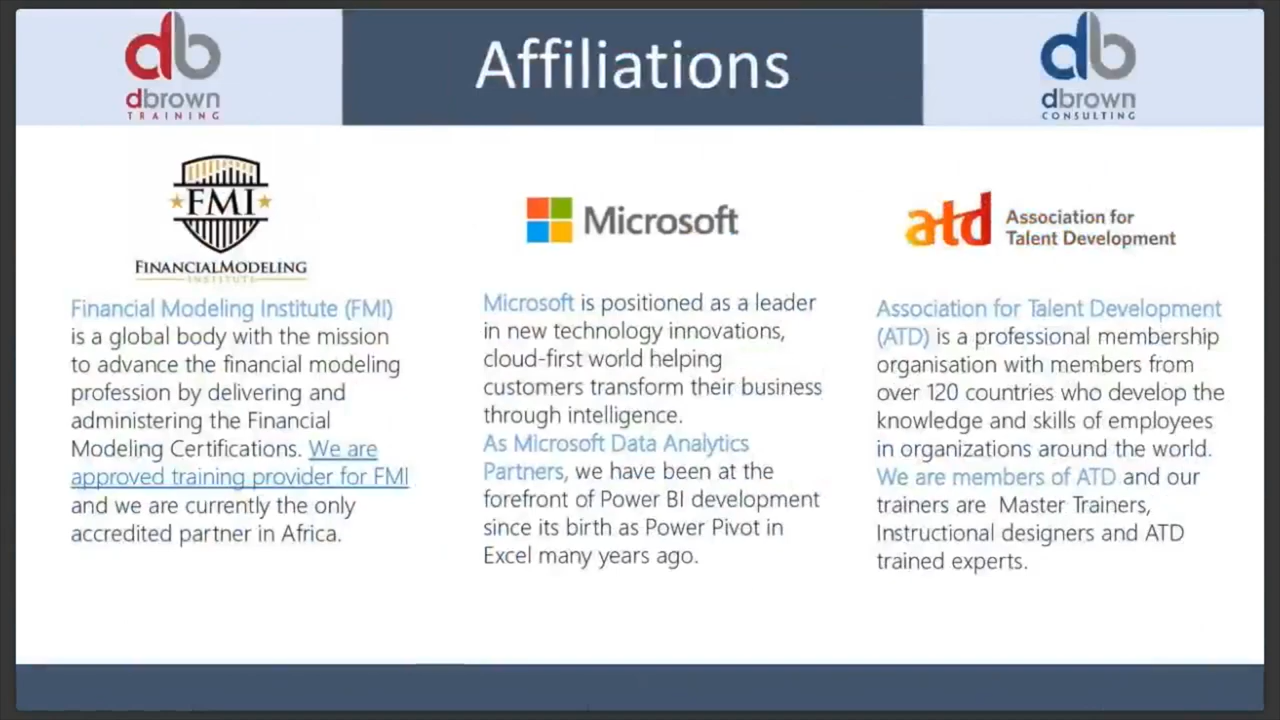 db
dbrown
TRAINING
Affiliations
db
dbrown
CONSULTING
FMI
FINANCIALMODELING
INSTITUTE
Financial Modeling Institute (FMI)
is a global body with the mission
to advance the financial modeling
profession by delivering and
administering the Financial
Modeling Certifications. We are
approved training provider for FMI
and we are currently the only
accredited partner in Africa.
Microsoft
Microsoft is positioned as a leader
in new technology innovations,
cloud-first world helping
customers transform their business
through intelligence.
As Microsoft Data Analytics
Partners, we have been at the
forefront of Power BI development
since its birth as Power Pivot in
Excel many years ago.
atd
Association for
Talent Development
Association for Talent Development
(ATD) is a professional membership
organisation with members from
over 120 countries who develop the
knowledge and skills of employees
in organizations around the world.
We are members of ATD and our
trainers are Master Trainers,
Instructional designers and ATD
trained experts.